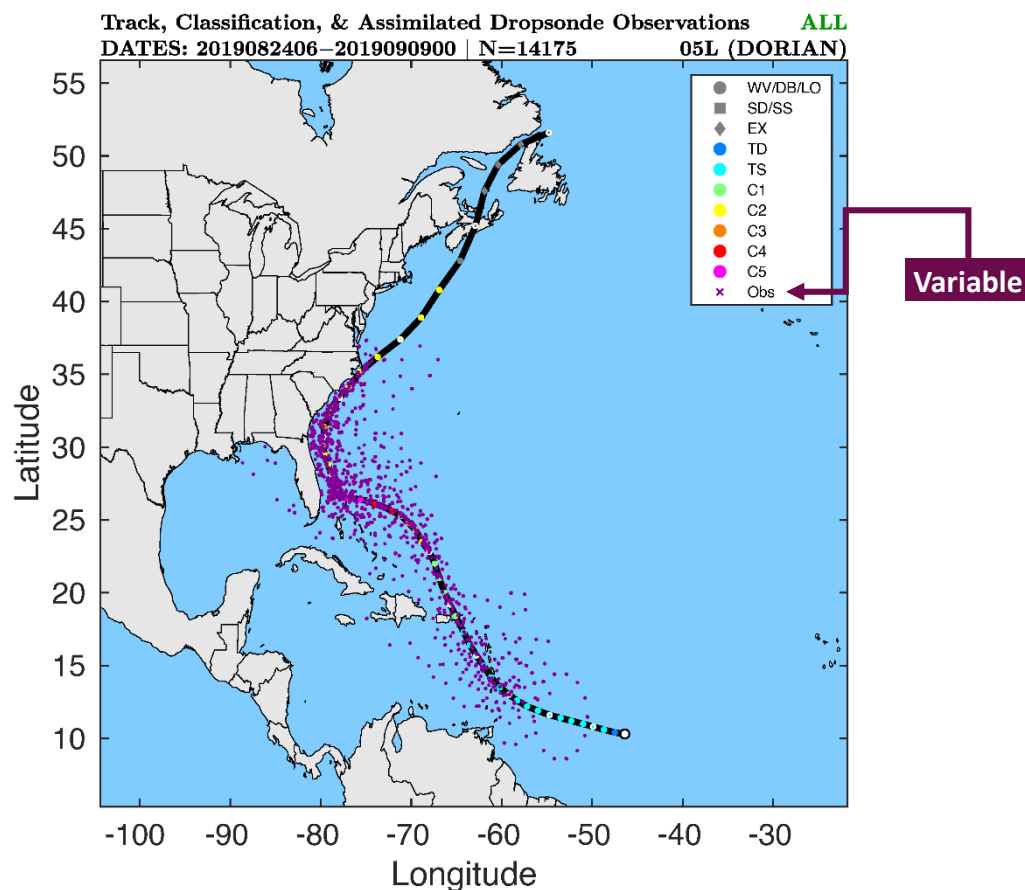 Track, Classification, & Assimilated Dropsonde Observations ALL
DATES: 2019082406−2019090900 | N=14175 05L (DORIAN)
WV/DB/LO
SD/SS
EX
TD
TS
C1
C2
C3
C4
C5
Obs
Variable
55
50
45
40
35
30
25
20
15
10
Latitude
-100 -90 -80 -70 -60 -50 -40 -30
Longitude